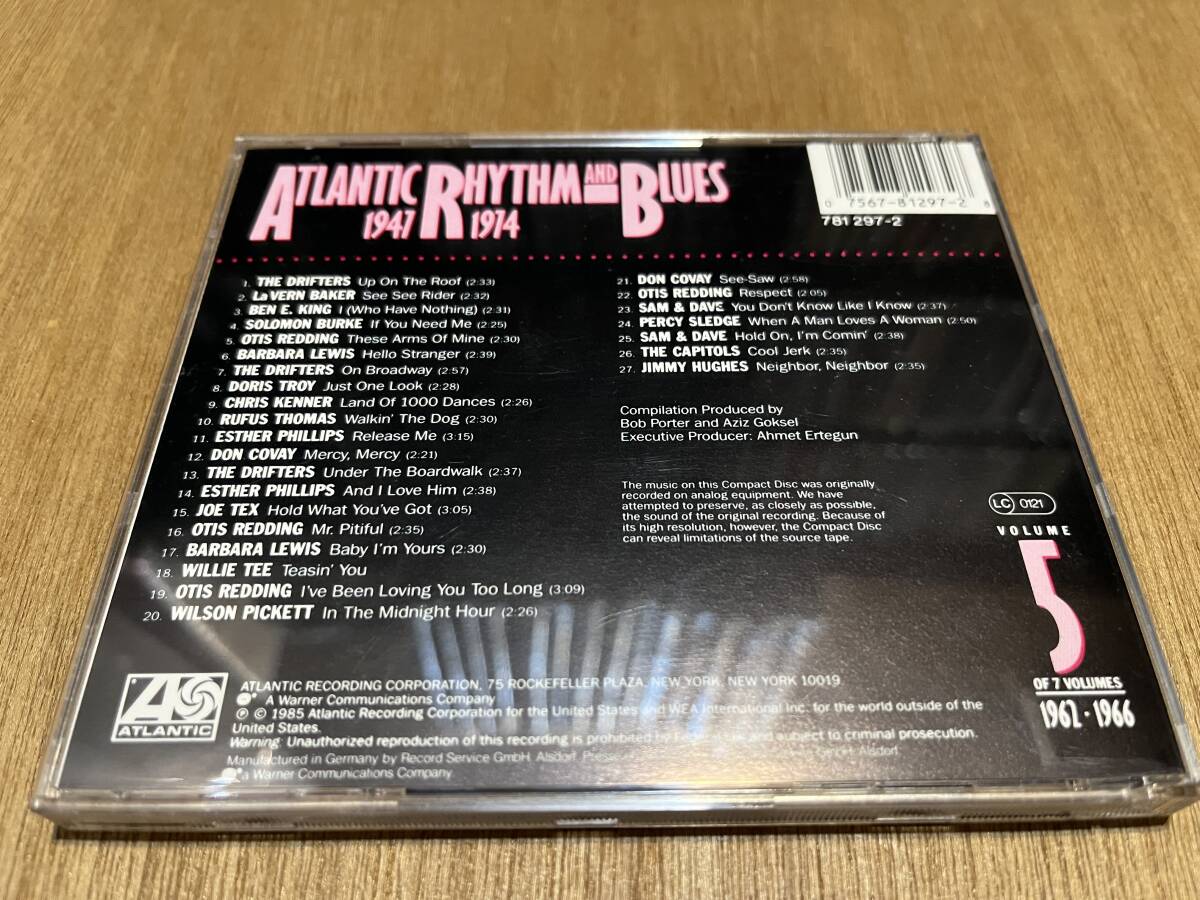 ATLANTIC RHYTHM AND BLUES
1947 1974
0 7567-81297-2 8
781 297-2
1. THE DRIFTERS Up On The Roof (2:33)
2. LaVERN BAKER See See Rider (2:32)
3. BEN E. KING I (Who Have Nothing) (2:31)
4. SOLOMON BURKE If You Need Me (2:25)
5. OTIS REDDING These Arms Of Mine (2:30)
6. BARBARA LEWIS Hello Stranger (2:39)
7. THE DRIFTERS On Broadway (2:57)
8. DORIS TROY Just One Look (2:28)
9. CHRIS KENNER Land Of 1000 Dances (2:26)
10. RUFUS THOMAS Walkin' The Dog (2:30)
11. ESTHER PHILLIPS Release Me (3:15)
12. DON COVAY Mercy, Mercy (2:21)
13. THE DRIFTERS Under The Boardwalk (2:37)
14. ESTHER PHILLIPS And I Love Him (2:38)
15. JOE TEX Hold What You've Got (3:05)
16. OTIS REDDING Mr. Pitiful (2:35)
17. BARBARA LEWIS Baby I'm Yours (2:30)
18. WILLIE TEE Teasin' You
19. OTIS REDDING I've Been Loving You Too Long (3:09)
20. WILSON PICKETT In The Midnight Hour (2:26)
21. DON COVAY See-Saw (2:58)
22. OTIS REDDING Respect (2:05)
23. SAM & DAVE You Don't Know Like I Know (2:37)
24. PERCY SLEDGE When A Man Loves A Woman (2:50)
25. SAM & DAVE Hold On, I'm Comin' (2:38)
26. THE CAPITOLS Cool Jerk (2:35)
27. JIMMY HUGHES Neighbor, Neighbor (2:35)
Compilation Produced by
Bob Porter and Aziz Goksel
Executive Producer: Ahmet Ertegun
The music on this Compact Disc was originally
recorded on analog equipment. We have
attempted to preserve, as closely as possible,
the sound of the original recording. Because of
its high resolution, however, the Compact Disc
can reveal limitations of the source tape.
LC 0121
VOLUME
5
OF 7 VOLUMES
1962 · 1966
ATLANTIC
ATLANTIC RECORDING CORPORATION, 75 ROCKEFELLER PLAZA, NEW YORK, NEW YORK 10019.
A Warner Communications Company
℗ © 1985 Atlantic Recording Corporation for the United States and WEA International Inc. for the world outside of the
United States.
Warning: Unauthorized reproduction of this recording is prohibited by Federal law and subject to criminal prosecution.
Manufactured in Germany by Record Service GmbH, Alsdorf. GmbH, Alsdorf.
a Warner Communications Company